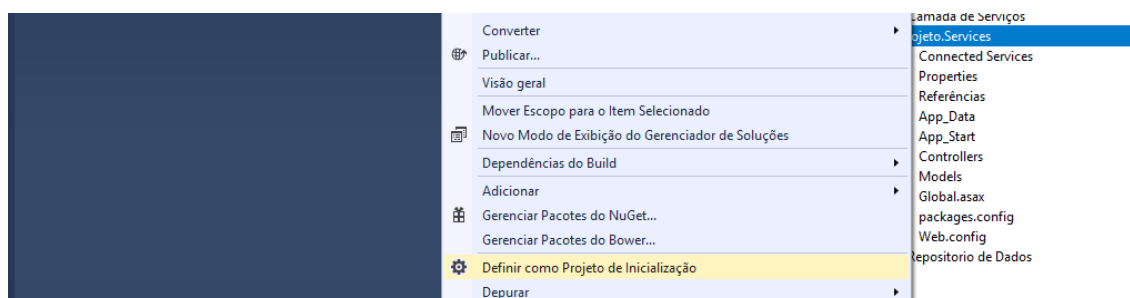 Converter
Publicar...
Visão geral
Mover Escopo para o Item Selecionado
Novo Modo de Exibição do Gerenciador de Soluções
Dependências do Build
Adicionar
Gerenciar Pacotes do NuGet...
Gerenciar Pacotes do Bower...
Definir como Projeto de Inicialização
Depurar
Camada de Serviços
ojeto.Services
Connected Services
Properties
Referências
App_Data
App_Start
Controllers
Models
Global.asax
packages.config
Web.config
Repositorio de Dados